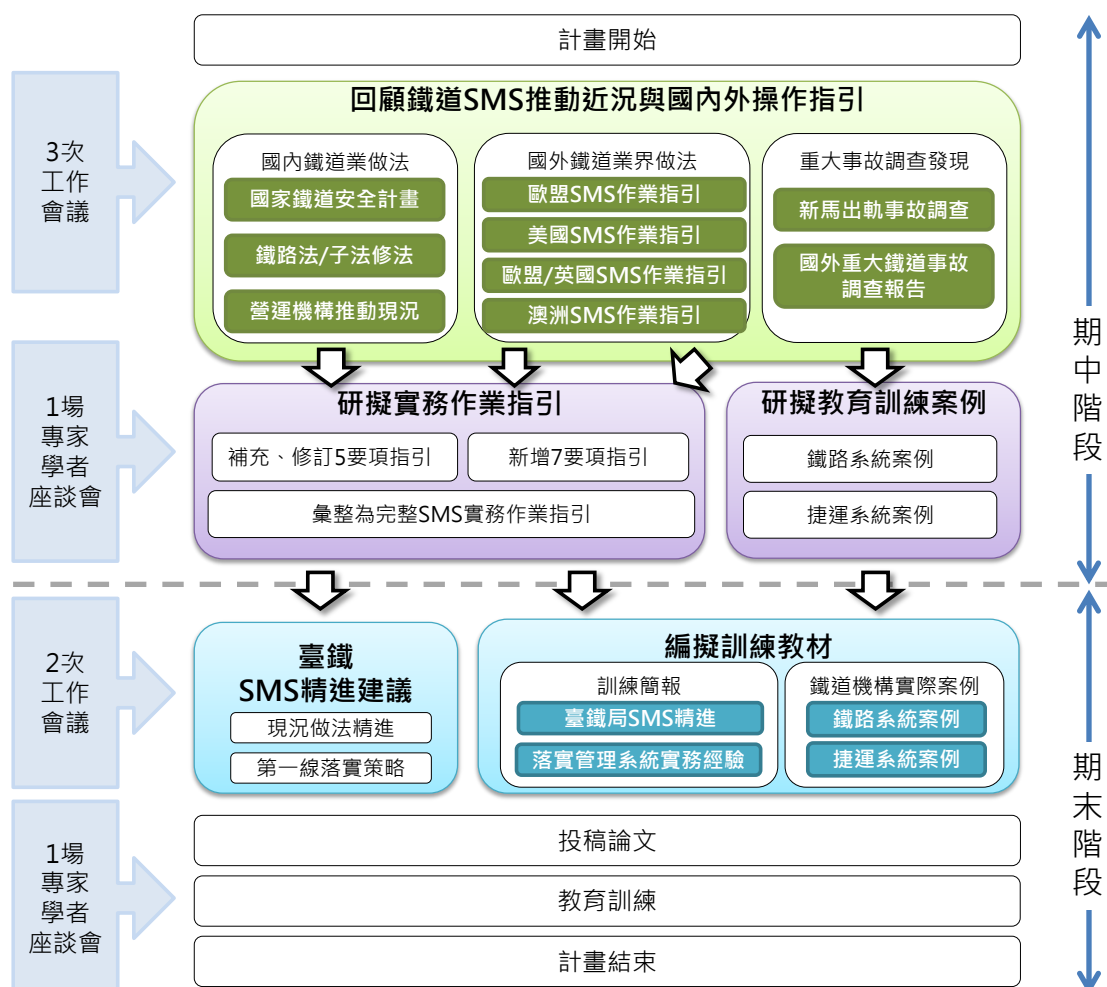 計畫開始
3次
工作
會議
回顧鐵道SMS推動近況與國內外操作指引
國內鐵道業做法
國家鐵道安全計畫
鐵路法/子法修法
營運機構推動現況
國外鐵道業界做法
歐盟SMS作業指引
美國SMS作業指引
歐盟/英國SMS作業指引
澳洲SMS作業指引
重大事故調查發現
新馬出軌事故調查
國外重大鐵道事故
調查報告
期
中
階
段
1場
專家
學者
座談會
研擬實務作業指引
補充、修訂5要項指引
新增7要項指引
彙整為完整SMS實務作業指引
研擬教育訓練案例
鐵路系統案例
捷運系統案例
2次
工作
會議
臺鐵
SMS精進建議
現況做法精進
第一線落實策略
編擬訓練教材
訓練簡報
臺鐵局SMS精進
落實管理系統實務經驗
鐵道機構實際案例
鐵路系統案例
捷運系統案例
期
末
階
段
1場
專家
學者
座談會
投稿論文
教育訓練
計畫結束